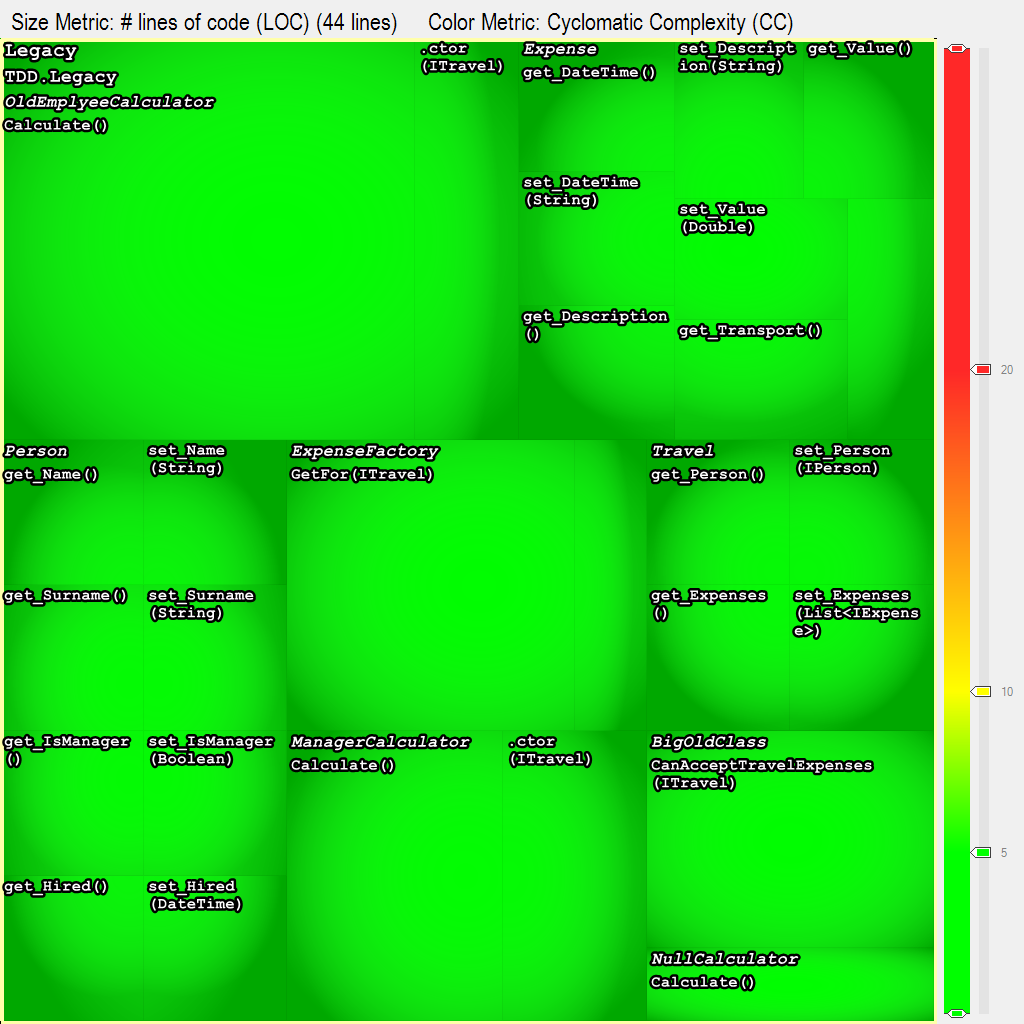 Size Metric: # lines of code (LOC) (44 lines) Color Metric: Cyclomatic Complexity (CC)
Legacy
TDD.Legacy
OldEmplyeeCalculator
Calculate()
.ctor
(ITravel)
Expense
get_DateTime()
set_Descript
ion(String)
get_Value()
set_DateTime
(String)
set_Value
(Double)
get_Description
()
get_Transport()
Person
get_Name()
set_Name
(String)
ExpenseFactory
GetFor(ITravel)
Travel
get_Person()
set_Person
(IPerson)
get_Surname()
set_Surname
(String)
get_Expenses
()
set_Expenses
(List<IExpens
e>)
get_IsManager
()
set_IsManager
(Boolean)
ManagerCalculator
Calculate()
.ctor
(ITravel)
BigOldClass
CanAcceptTravelExpenses
(ITravel)
get_Hired()
set_Hired
(DateTime)
NullCalculator
Calculate()
20
10
5